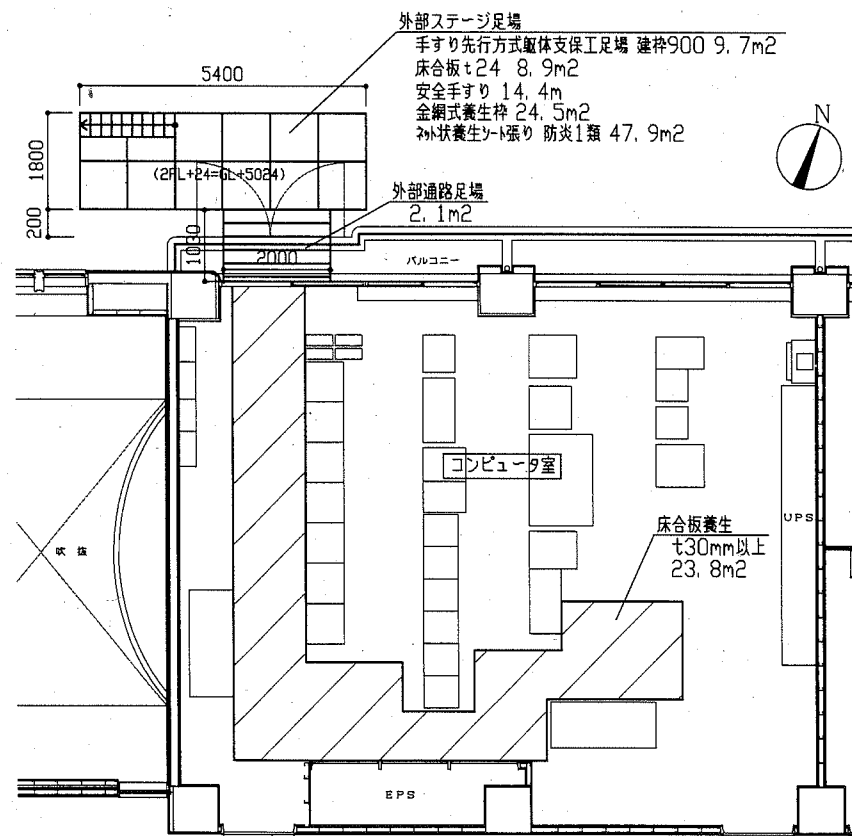 外部ステージ足場
手すり先行方式躯体支保工足場 建枠900 9.7m2
床合板t24 8.9m2
安全手すり 14.4m
金網式養生枠 24.5m2
ネット状養生シート張り 防炎1類 47.9m2
5400
N
1800
(2FL+24=GL+5024)
外部通路足場
2.1m2
200
1030
2000
バルコニー
コンピュータ室
床合板養生
t30mm以上
23.8m2
UPS
吹抜
EPS